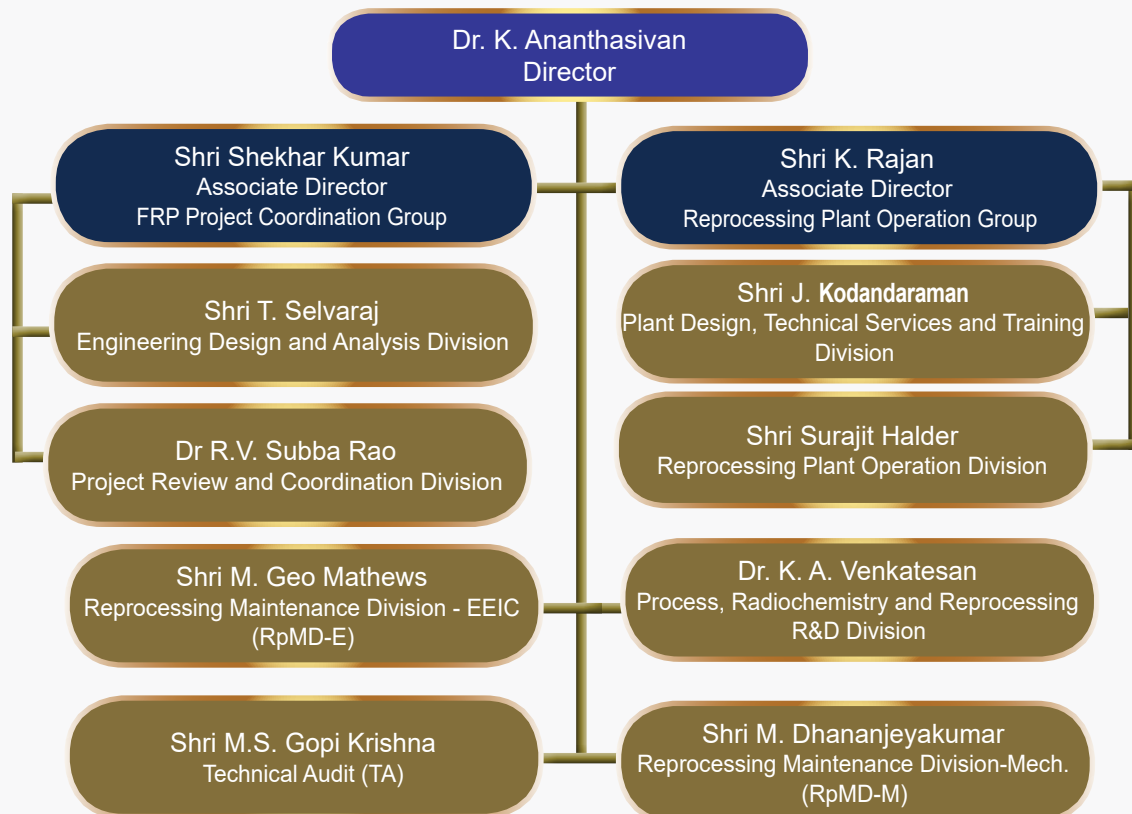 Dr. K. Ananthasivan
Director
Shri Shekhar Kumar
Associate Director
FRP Project Coordination Group
Shri K. Rajan
Associate Director
Reprocessing Plant Operation Group
Shri T. Selvaraj
Engineering Design and Analysis Division
Shri J. Kodandaraman
Plant Design, Technical Services and Training
Division
Dr R.V. Subba Rao
Project Review and Coordination Division
Shri Surajit Halder
Reprocessing Plant Operation Division
Shri M. Geo Mathews
Reprocessing Maintenance Division - EEIC
(RpMD-E)
Dr. K. A. Venkatesan
Process, Radiochemistry and Reprocessing
R&D Division
Shri M.S. Gopi Krishna
Technical Audit (TA)
Shri M. Dhananjeyakumar
Reprocessing Maintenance Division-Mech.
(RpMD-M)